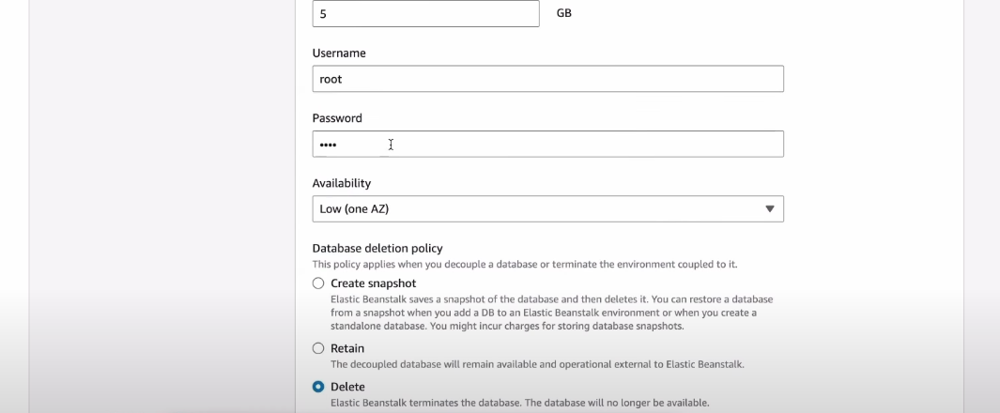 5 GB
Username
root
Password
••••
Availability
Low (one AZ)
Database deletion policy
This policy applies when you decouple a database or terminate the environment coupled to it.
Create snapshot
Elastic Beanstalk saves a snapshot of the database and then deletes it. You can restore a database
from a snapshot when you add a DB to an Elastic Beanstalk environment or when you create a
standalone database. You might incur charges for storing database snapshots.
Retain
The decoupled database will remain available and operational external to Elastic Beanstalk.
Delete
Elastic Beanstalk terminates the database. The database will no longer be available.